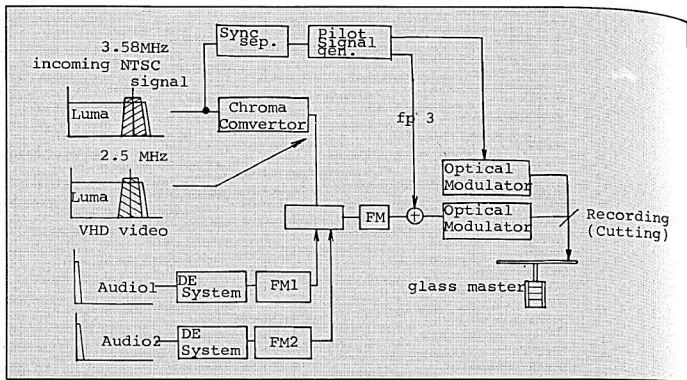 3.58MHz
incoming NTSC
signal
Luma
Sync
sep.
Pilot
Signal
gen.
Chroma
Comvertor
fp 3
2.5 MHz
Luma
VHD video
Optical
Modulator
FM
Optical
Modulator
Recording
(Cutting)
Audio1
DE
System
FM1
glass master
Audio2
DE
System
FM2